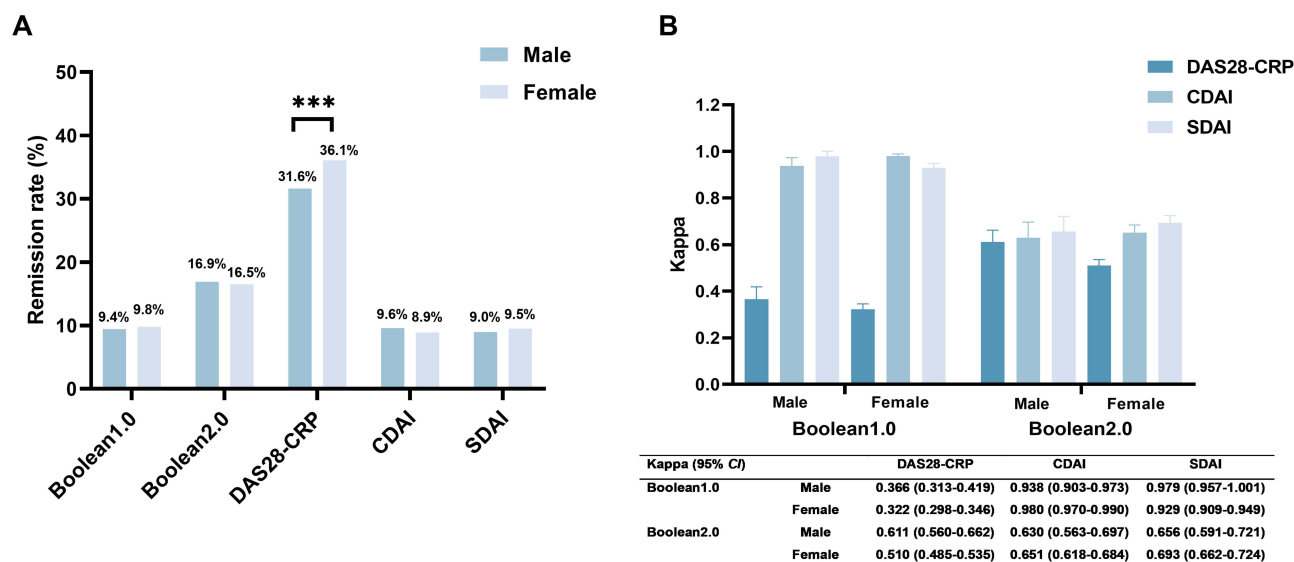 A
Male
Female
Remission rate (%)
50
40
30
20
10
0
***
9.4%
9.8%
16.9%
16.5%
31.6%
36.1%
9.6%
8.9%
9.0%
9.5%
Boolean1.0
Boolean2.0
DAS28-CRP
CDAI
SDAI
B
DAS28-CRP
CDAI
SDAI
Kappa
1.2
1.0
0.8
0.6
0.4
0.2
0.0
Male Female Male Female
Boolean1.0 Boolean2.0
Kappa (95% CI) DAS28-CRP CDAI SDAI
Boolean1.0 Male 0.366 (0.313-0.419) 0.938 (0.903-0.973) 0.979 (0.957-1.001)
Female 0.322 (0.298-0.346) 0.980 (0.970-0.990) 0.929 (0.909-0.949)
Boolean2.0 Male 0.611 (0.560-0.662) 0.630 (0.563-0.697) 0.656 (0.591-0.721)
Female 0.510 (0.485-0.535) 0.651 (0.618-0.684) 0.693 (0.662-0.724)